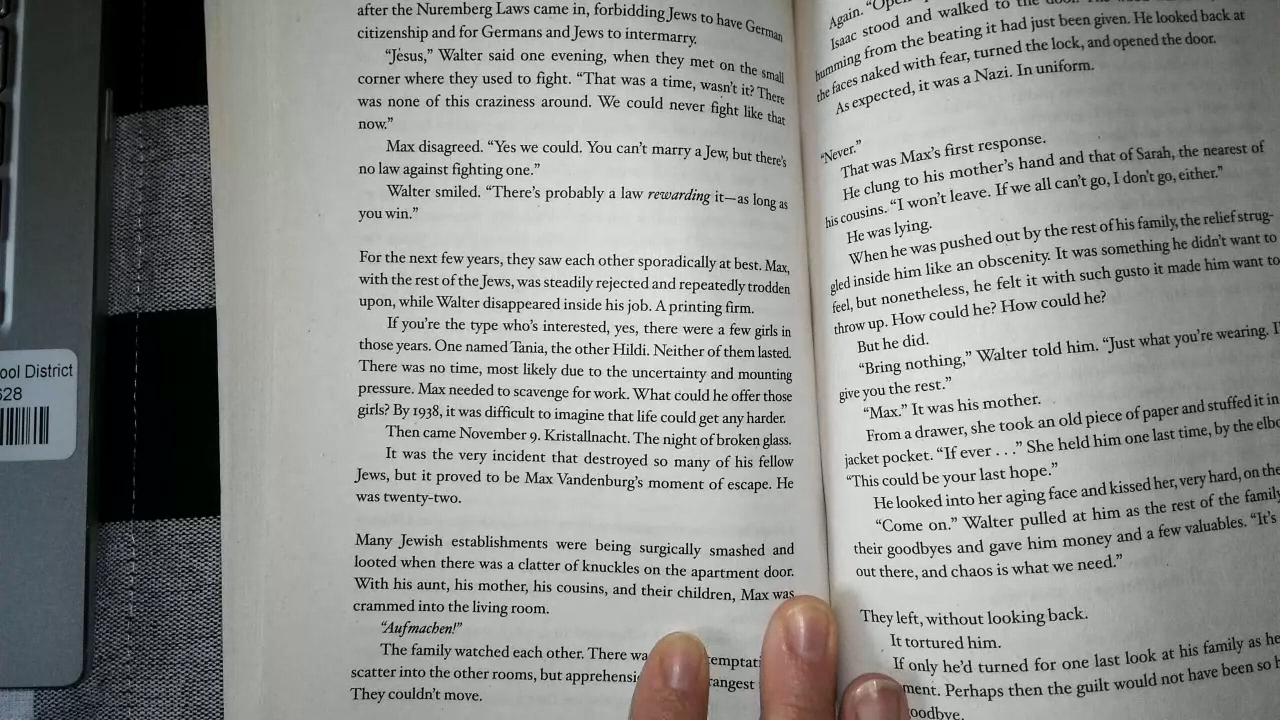 ool District
628
after the Nuremberg Laws came in, forbidding Jews to have German
citizenship and for Germans and Jews to intermarry.
“Jesus,” Walter said one evening, when they met on the small
corner where they used to fight. “That was a time, wasn’t it? There
was none of this craziness around. We could never fight like that
now.”
Max disagreed. “Yes we could. You can’t marry a Jew, but there’s
no law against fighting one.”
Walter smiled. “There’s probably a law rewarding it—as long as
you win.”
For the next few years, they saw each other sporadically at best. Max,
with the rest of the Jews, was steadily rejected and repeatedly trodden
upon, while Walter disappeared inside his job. A printing firm.
If you’re the type who’s interested, yes, there were a few girls in
those years. One named Tania, the other Hildi. Neither of them lasted.
There was no time, most likely due to the uncertainty and mounting
pressure. Max needed to scavenge for work. What could he offer those
girls? By 1938, it was difficult to imagine that life could get any harder.
Then came November 9. Kristallnacht. The night of broken glass.
It was the very incident that destroyed so many of his fellow
Jews, but it proved to be Max Vandenburg’s moment of escape. He
was twenty-two.
Many Jewish establishments were being surgically smashed and
looted when there was a clatter of knuckles on the apartment door.
With his aunt, his mother, his cousins, and their children, Max was
crammed into the living room.
“Aufmachen!”
The family watched each other. There wa temptati
scatter into the other rooms, but apprehensi rangest
They couldn’t move.
Again. “Open
Isaac stood and walked to the
humming from the beating it had just been given. He looked back at
the faces naked with fear, turned the lock, and opened the door.
As expected, it was a Nazi. In uniform.
“Never.”
That was Max’s first response.
He clung to his mother’s hand and that of Sarah, the nearest of
his cousins. “I won’t leave. If we all can’t go, I don’t go, either.”
He was lying.
When he was pushed out by the rest of his family, the relief strug-
gled inside him like an obscenity. It was something he didn’t want to
feel, but nonetheless, he felt it with such gusto it made him want to
throw up. How could he? How could he?
But he did.
“Bring nothing,” Walter told him. “Just what you’re wearing. I’
give you the rest.”
“Max.” It was his mother.
From a drawer, she took an old piece of paper and stuffed it in
jacket pocket. “If ever . . .” She held him one last time, by the elbo
“This could be your last hope.”
He looked into her aging face and kissed her, very hard, on the
“Come on.” Walter pulled at him as the rest of the family
their goodbyes and gave him money and a few valuables. “It’s
out there, and chaos is what we need.”
They left, without looking back.
It tortured him.
If only he’d turned for one last look at his family as he
ment. Perhaps then the guilt would not have been so h
oodbye.